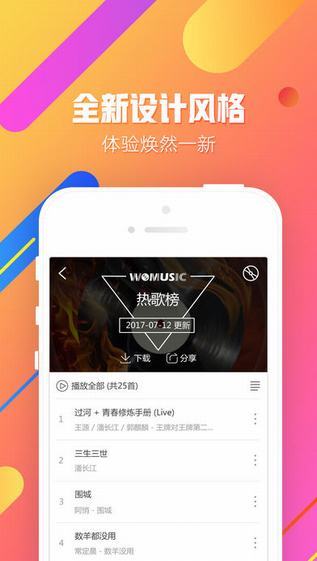 全新设计风格
体验焕然一新
WOMUSIC
热歌榜
2017-07-12 更新
下载 分享
播放全部 (共25首)
1 过河 + 青春修炼手册 (Live)
王源 / 潘长江 / 郭麒麟 - 王牌对王牌第二...
2 三生三世
潘长江
3 围城
阿悄 - 围城
4 数羊都没用
常定晨 - 数羊都没用